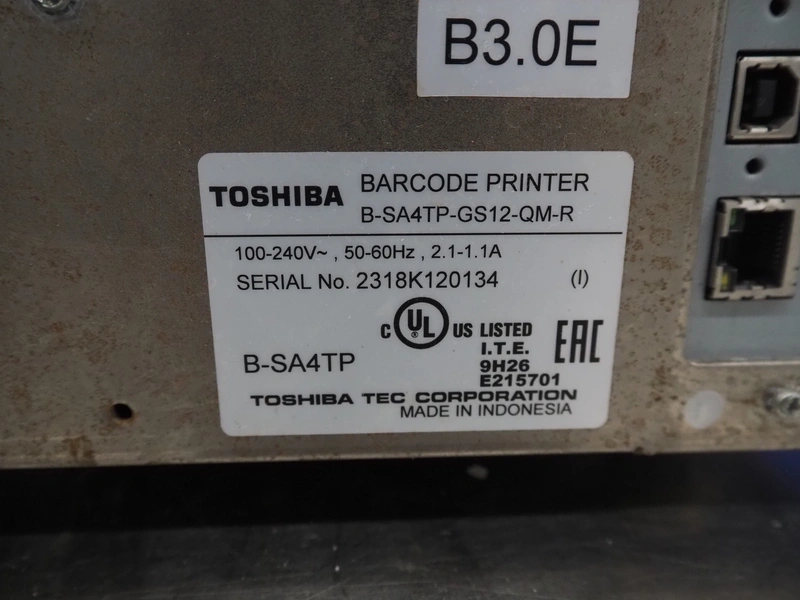 B3.0E
TOSHIBA BARCODE PRINTER
B-SA4TP-GS12-QM-R
100-240V~ , 50-60Hz , 2.1-1.1A
SERIAL No. 2318K120134 (I)
C UL US LISTED
I.T.E.
9H26
E215701
EAC
B-SA4TP
TOSHIBA TEC CORPORATION
MADE IN INDONESIA